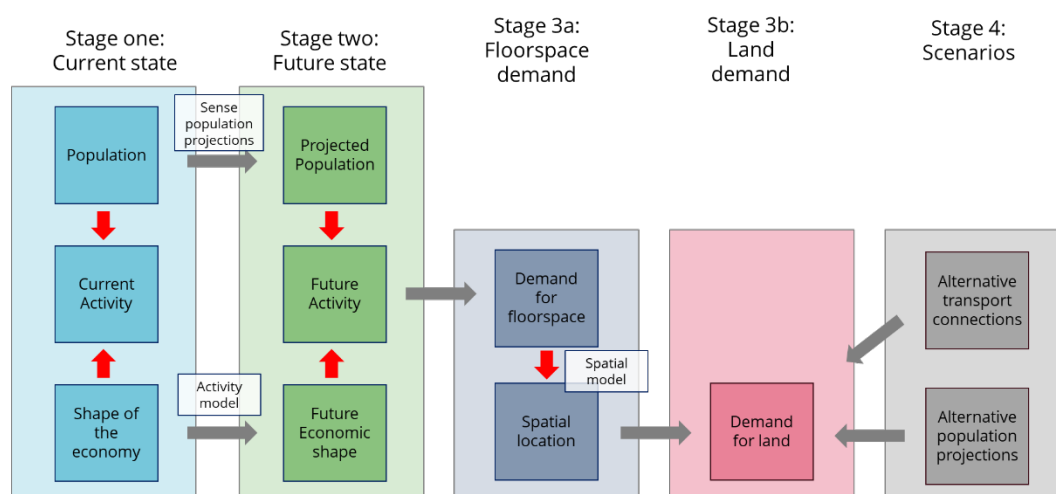 Stage one:
Current state
Stage two:
Future state
Stage 3a:
Floorspace
demand
Stage 3b:
Land
demand
Stage 4:
Scenarios
Population
Sense
population
projections
Projected
Population
Current
Activity
Future
Activity
Demand
for
floorspace
Alternative
transport
connections
Spatial
model
Shape of
the
economy
Activity
model
Future
Economic
shape
Spatial
location
Demand
for land
Alternative
population
projections